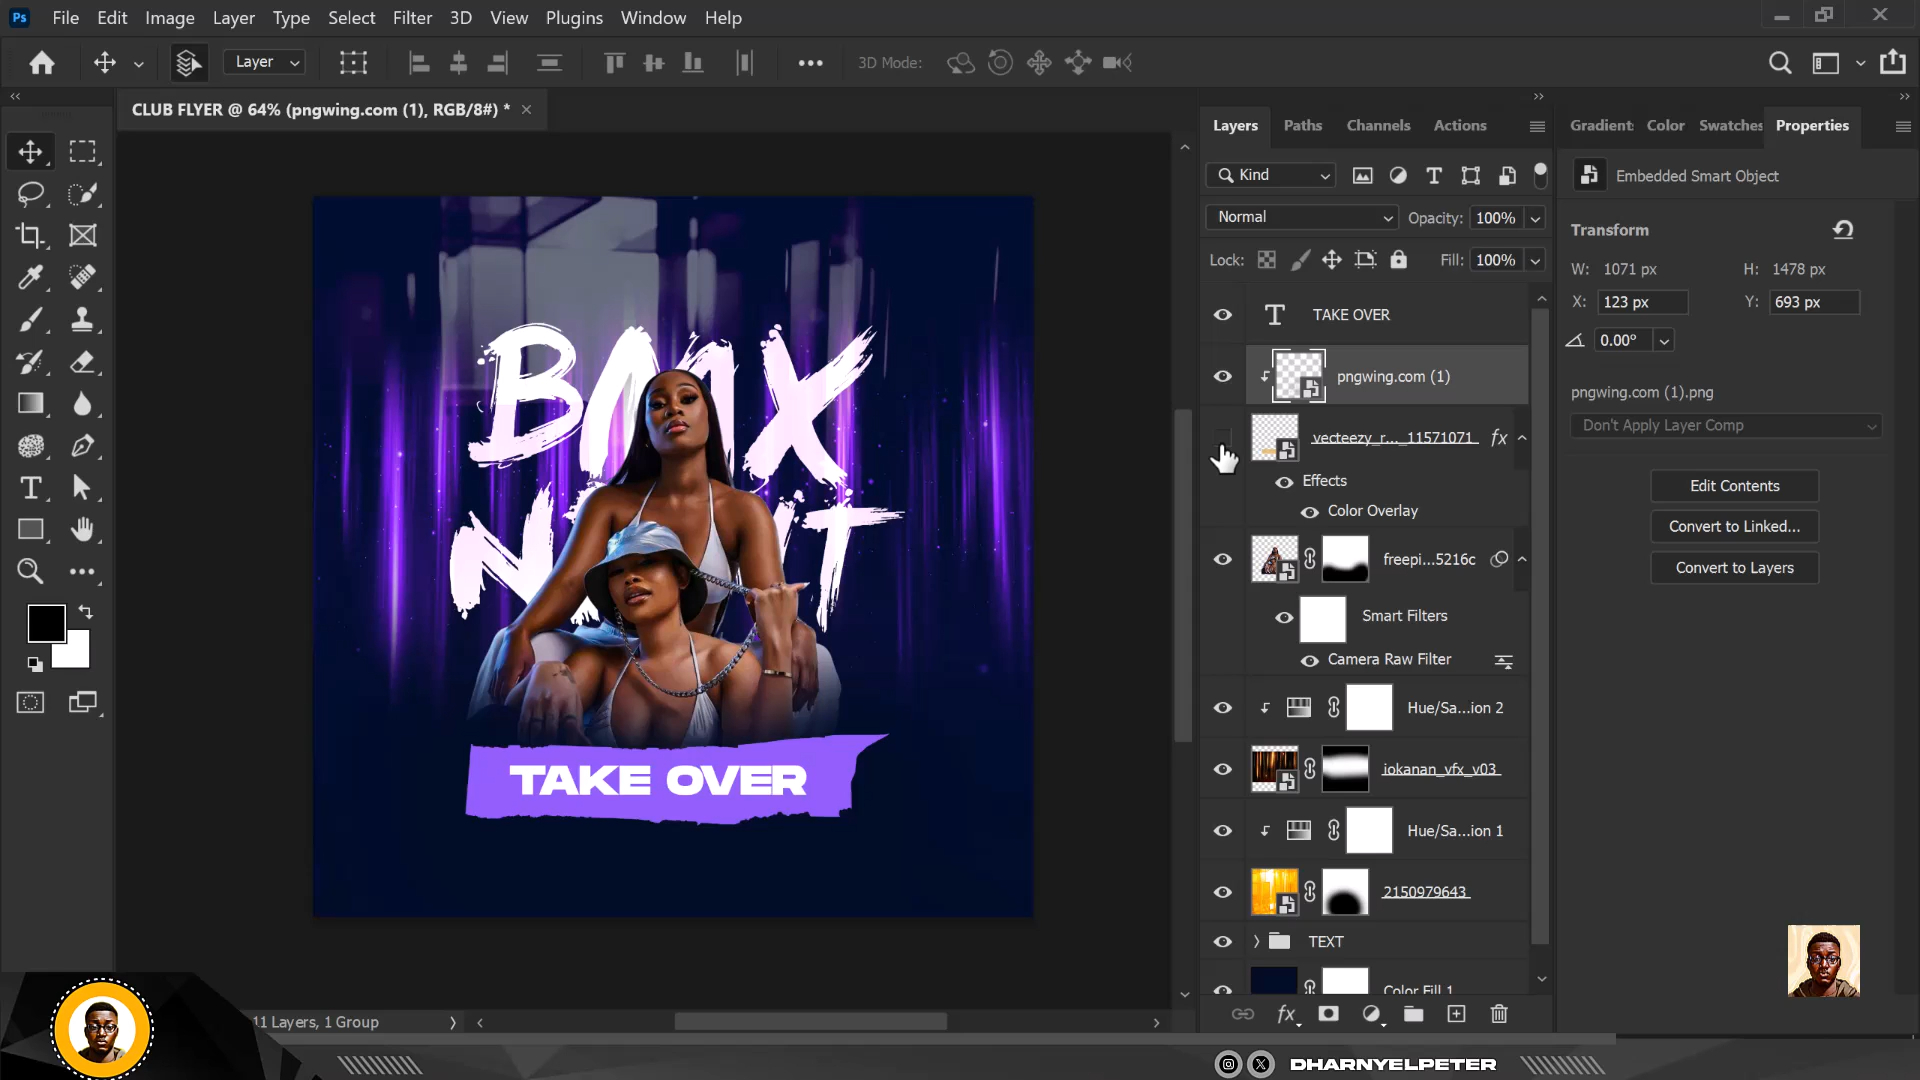 Ps File Edit Image Layer Type Select Filter 3D View Plugins Window Help
Layer 3D Mode:
CLUB FLYER @ 64% (pngwing.com (1), RGB/8#) * ×
Layers Paths Channels Actions
Kind
Normal Opacity: 100%
Lock: Fill: 100%
TAKE OVER
pngwing.com (1)
vecteezy_r..._11571071 fx
Effects
Color Overlay
freepi...5216c
Smart Filters
Camera Raw Filter
Hue/Sa...ion 2
iokanan_vfx_v03
Hue/Sa...ion 1
2150979643
TEXT
Color Fill 1
Gradient Color Swatches Properties
Embedded Smart Object
Transform
W: 1071 px H: 1478 px
X: 123 px Y: 693 px
0.00°
pngwing.com (1).png
Don't Apply Layer Comp
Edit Contents
Convert to Linked...
Convert to Layers
TAKE OVER
11 Layers, 1 Group
fx
DHARNYELPETER